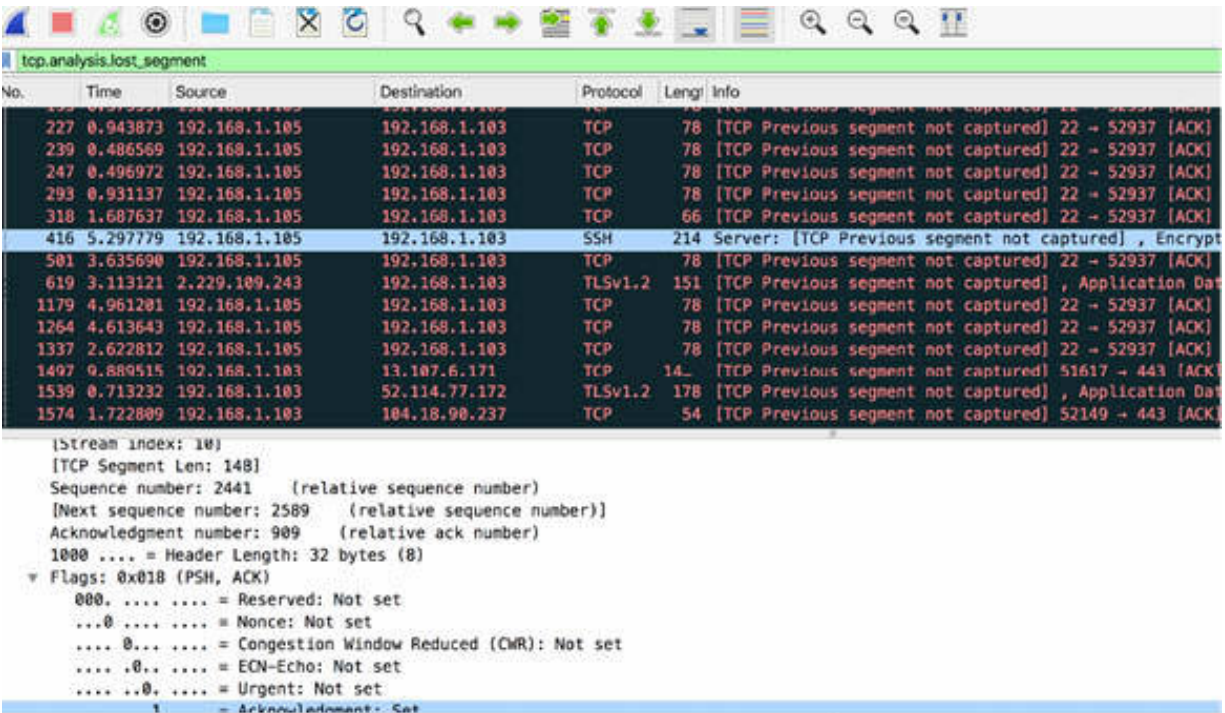 tcp.analysis.lost_segment
No. Time Source Destination Protocol Lengt Info
227 0.943873 192.168.1.105 192.168.1.103 TCP 78 [TCP Previous segment not captured] 22 → 52937 [ACK]
239 0.486569 192.168.1.105 192.168.1.103 TCP 78 [TCP Previous segment not captured] 22 → 52937 [ACK]
247 0.496972 192.168.1.105 192.168.1.103 TCP 78 [TCP Previous segment not captured] 22 → 52937 [ACK]
293 0.931137 192.168.1.105 192.168.1.103 TCP 78 [TCP Previous segment not captured] 22 → 52937 [ACK]
318 1.687637 192.168.1.105 192.168.1.103 TCP 66 [TCP Previous segment not captured] 22 → 52937 [ACK]
416 5.297779 192.168.1.105 192.168.1.103 SSH 214 Server: [TCP Previous segment not captured] , Encrypt
501 3.635690 192.168.1.105 192.168.1.103 TCP 78 [TCP Previous segment not captured] 22 → 52937 [ACK]
619 3.113121 2.229.109.243 192.168.1.103 TLSv1.2 151 [TCP Previous segment not captured] , Application Dat
1179 4.961201 192.168.1.105 192.168.1.103 TCP 78 [TCP Previous segment not captured] 22 → 52937 [ACK]
1264 4.613643 192.168.1.105 192.168.1.103 TCP 78 [TCP Previous segment not captured] 22 → 52937 [ACK]
1337 2.622812 192.168.1.105 192.168.1.103 TCP 78 [TCP Previous segment not captured] 22 → 52937 [ACK]
1497 9.889515 192.168.1.103 13.107.6.171 TCP 14… [TCP Previous segment not captured] 51617 → 443 [ACK]
1539 0.713232 192.168.1.103 52.114.77.172 TLSv1.2 178 [TCP Previous segment not captured] , Application Dat
1574 1.722809 192.168.1.103 104.18.90.237 TCP 54 [TCP Previous segment not captured] 52149 → 443 [ACK]
[Stream index: 10]
[TCP Segment Len: 148]
Sequence number: 2441 (relative sequence number)
[Next sequence number: 2589 (relative sequence number)]
Acknowledgment number: 909 (relative ack number)
1000 .... = Header Length: 32 bytes (8)
Flags: 0x018 (PSH, ACK)
000. .... .... = Reserved: Not set
...0 .... .... = Nonce: Not set
.... 0... .... = Congestion Window Reduced (CWR): Not set
.... .0.. .... = ECN-Echo: Not set
.... ..0. .... = Urgent: Not set
.... ...1 .... = Acknowledgment: Set